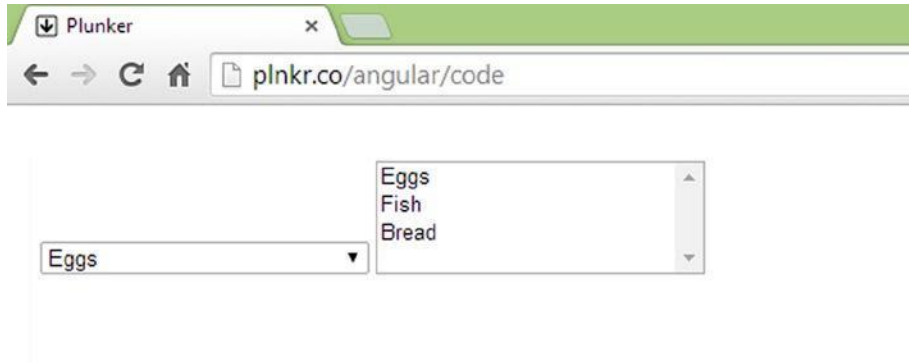 Plunker
plnkr.co/angular/code
Eggs
Fish
Bread
Eggs